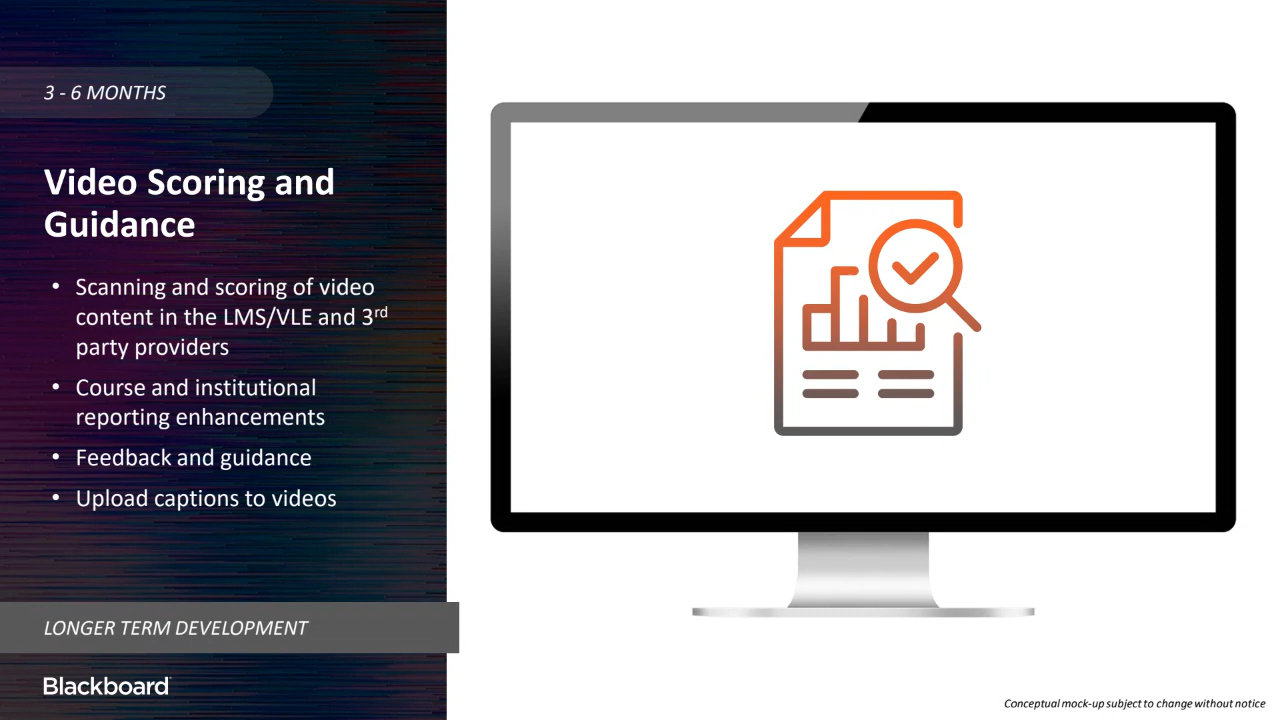 3 - 6 MONTHS
Video Scoring and
Guidance
• Scanning and scoring of video
content in the LMS/VLE and 3rd
party providers
• Course and institutional
reporting enhancements
• Feedback and guidance
• Upload captions to videos
LONGER TERM DEVELOPMENT
Blackboard
Conceptual mock-up subject to change without notice